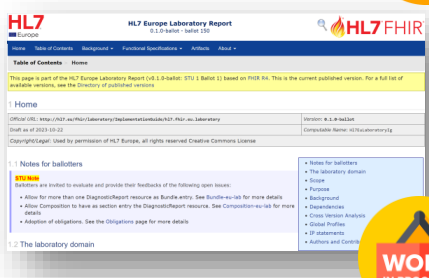 HL7
Europe
HL7 Europe Laboratory Report
0.1.0-ballot - ballot 150
HL7 FHIR
Home Table of Contents Background Functional Specifications Artifacts About
Table of Contents Home
This page is part of the HL7 Europe Laboratory Report (v0.1.0-ballot: STU 1 Ballot 1) based on FHIR R4. This is the current published version. For a full list of
available versions, see the Directory of published versions
1 Home
Official URL: http://hl7.eu/fhir/laboratory/ImplementationGuide/hl7.fhir.eu.laboratory Version: 0.1.0-ballot
Draft as of 2023-10-22 Computable Name: Hl7EuLaboratoryIg
Copyright/Legal: Used by permission of HL7 Europe, all rights reserved Creative Commons License
1.1 Notes for ballotters
STU Note
Ballotters are invited to evaluate and provide their feedbacks of the following open issues:
• Allow for more than one DiagnosticReport resource as Bundle.entry. See Bundle-eu-lab for more details
• Allow Composition to have as section entry the DiagnosticReport resource. See Composition-eu-lab for more
details
• Adoption of obligations. See the Obligations page for more details
• Notes for ballotters
• The laboratory domain
• Scope
• Purpose
• Background
• Dependencies
• Cross Version Analysis
• Global Profiles
• IP statements
• Authors and Contrib
1.2 The laboratory domain
WO